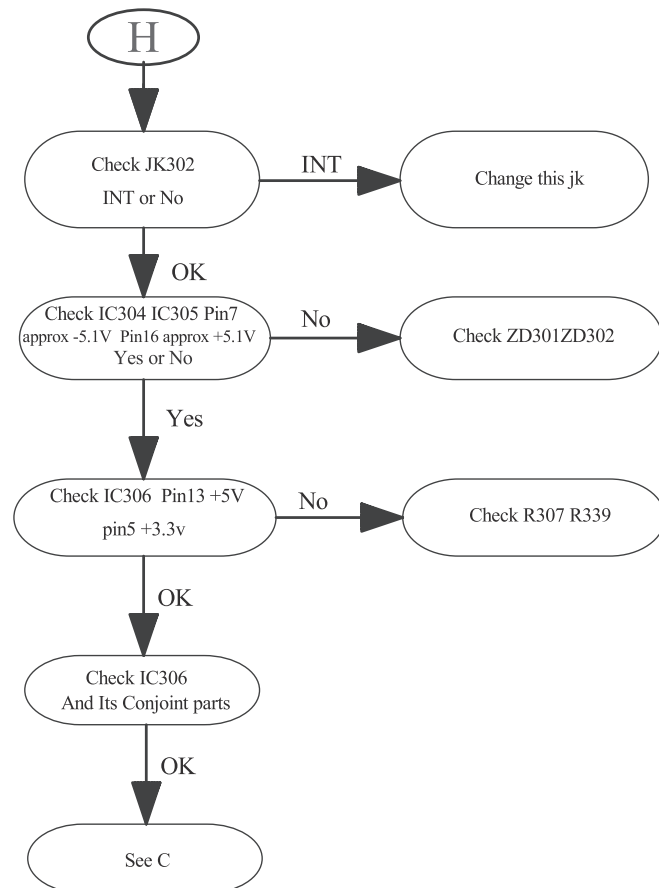 H
Check JK302
INT or No
INT
Change this jk
OK
Check IC304 IC305 Pin7
approx -5.1V Pin16 approx +5.1V
Yes or No
No
Check ZD301ZD302
Yes
Check IC306 Pin13 +5V
pin5 +3.3v
No
Check R307 R339
OK
Check IC306
And Its Conjoint parts
OK
See C